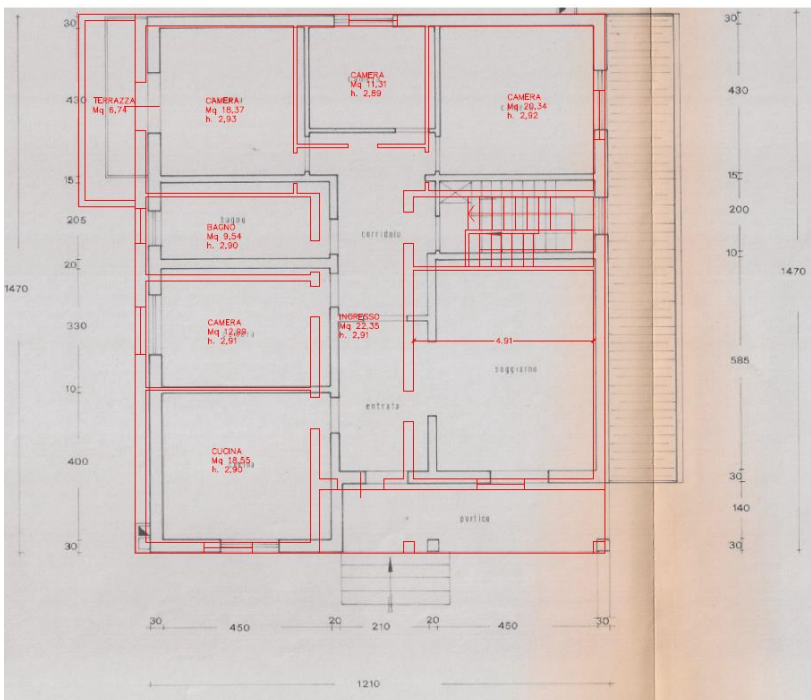 30
30
CAMERA
Mq 18,37
h. 2,93
CAMERA
Mq 11,31
h. 2,89
CAMERA
Mq 20,34
h. 2,92
TERRAZZA
Mq 6,74
430
430
15
15
205
200
bagno
BAGNO
Mq 9,54
h. 2,90
corridoio
20
10
1470
1470
330
CAMERA
Mq 12,99
h. 2,91
INGRESSO
Mq 22,35
h. 2,91
4.91
585
soggiorno
10
entrata
400
CUCINA
Mq 18,55
h. 2,90
30
140
portico
30
30
30
450
20
210
20
450
30
1210